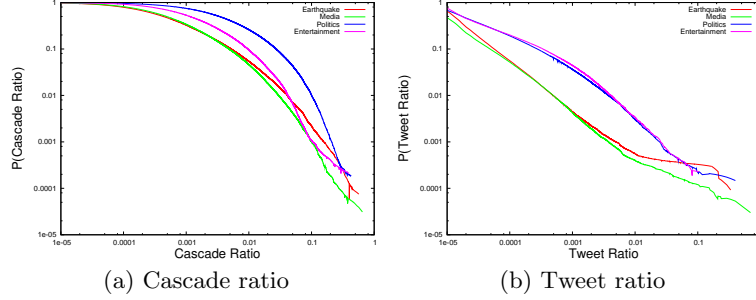 Earthquake
Media
Politics
Entertainment
1
0.1
0.01
0.001
0.0001
1e-05
P(Cascade Ratio)
1e-05 0.0001 0.001 0.01 0.1 1
Cascade Ratio
(a) Cascade ratio
Earthquake
Media
Politics
Entertainment
1
0.1
0.01
0.001
0.0001
1e-05
P(Tweet Ratio)
1e-05 0.0001 0.001 0.01 0.1
Tweet Ratio
(b) Tweet ratio